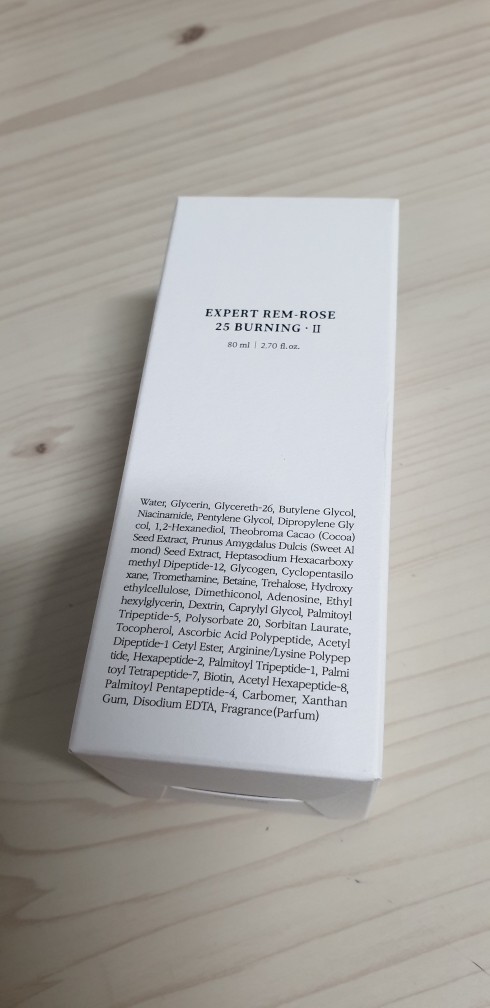 EXPERT REM-ROSE
25 BURNING · II
80 ml | 2.70 fl.oz.
Water, Glycerin, Glycereth-26, Butylene Glycol,
Niacinamide, Pentylene Glycol, Dipropylene Gly
col, 1,2-Hexanediol, Theobroma Cacao (Cocoa)
Seed Extract, Prunus Amygdalus Dulcis (Sweet Al
mond) Seed Extract, Heptasodium Hexacarboxy
methyl Dipeptide-12, Glycogen, Cyclopentasilo
xane, Tromethamine, Betaine, Trehalose, Hydroxy
ethylcellulose, Dimethiconol, Adenosine, Ethyl
hexylglycerin, Dextrin, Caprylyl Glycol, Palmitoyl
Tripeptide-5, Polysorbate 20, Sorbitan Laurate,
Tocopherol, Ascorbic Acid Polypeptide, Acetyl
Dipeptide-1 Cetyl Ester, Arginine/Lysine Polypep
tide, Hexapeptide-2, Palmitoyl Tripeptide-1, Palmi
toyl Tetrapeptide-7, Biotin, Acetyl Hexapeptide-8,
Palmitoyl Pentapeptide-4, Carbomer, Xanthan
Gum, Disodium EDTA, Fragrance(Parfum)